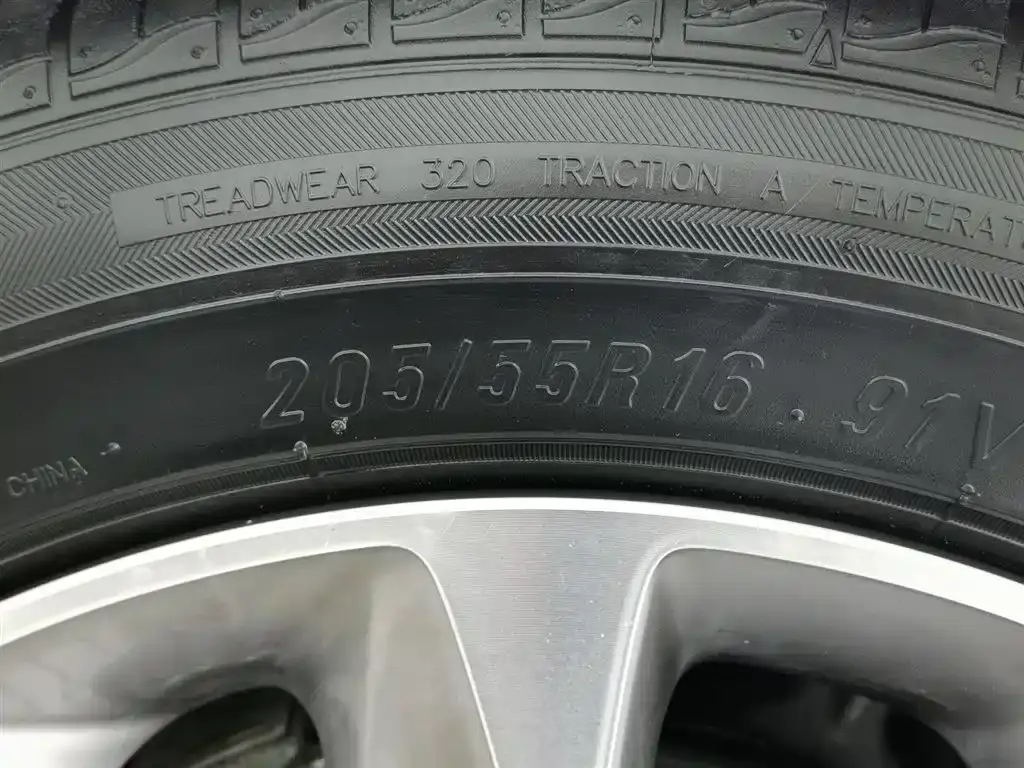 TREADWEAR 320 TRACTION A TEMPERAT
205/55R16 . 91V
CHINA